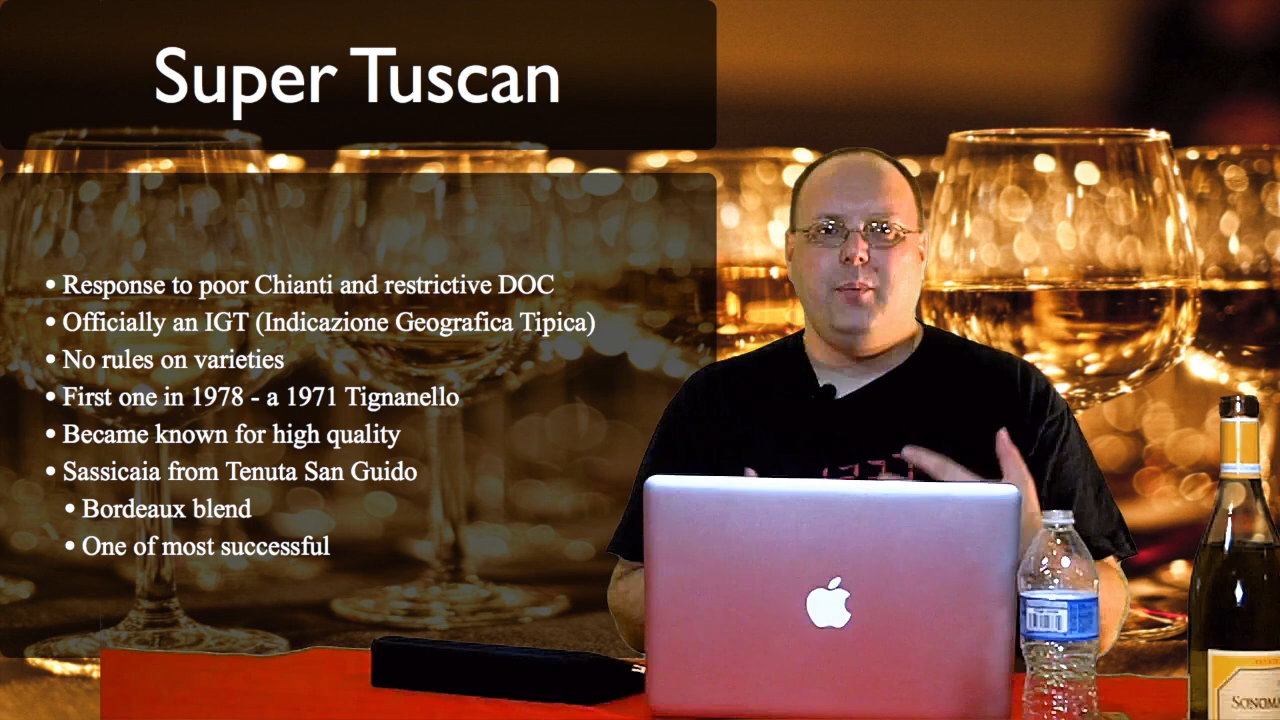 Super Tuscan
• Response to poor Chianti and restrictive DOC
• Officially an IGT (Indicazione Geografica Tipica)
• No rules on varieties
• First one in 1978 - a 1971 Tignanello
• Became known for high quality
• Sassicaia from Tenuta San Guido
• Bordeaux blend
• One of most successful